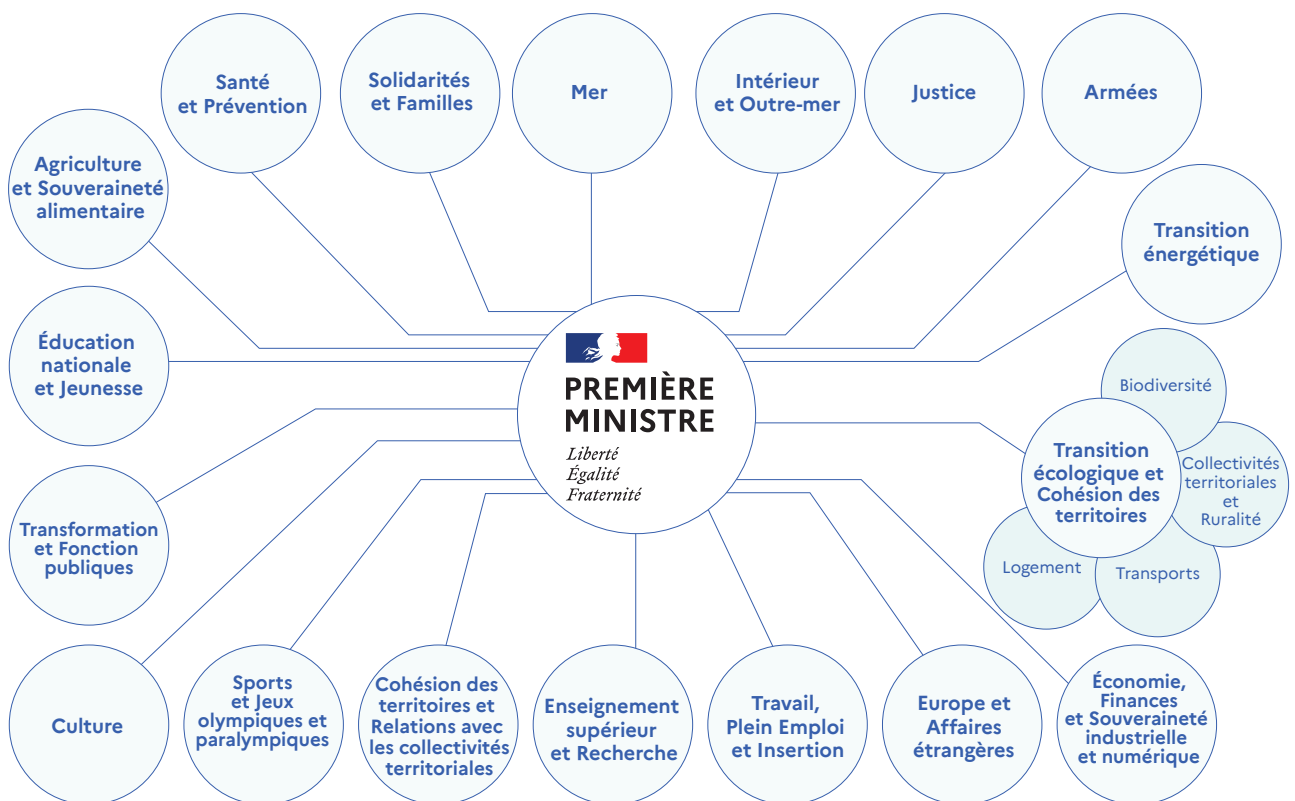 Santé
et Prévention
Solidarités
et Familles
Mer
Intérieur
et Outre-mer
Justice
Armées
Agriculture
et Souveraineté
alimentaire
Transition
énergétique
Éducation
nationale
et Jeunesse
PREMIÈRE
MINISTRE
Liberté
Égalité
Fraternité
Biodiversité
Transition
écologique et
Cohésion des
territoires
Collectivités
territoriales
et
Ruralité
Logement
Transports
Transformation
et Fonction
publiques
Culture
Sports
et Jeux
olympiques et
paralympiques
Cohésion des
territoires et
Relations avec
les collectivités
territoriales
Enseignement
supérieur
et Recherche
Travail,
Plein Emploi
et Insertion
Europe et
Affaires
étrangères
Économie,
Finances
et Souveraineté
industrielle
et numérique